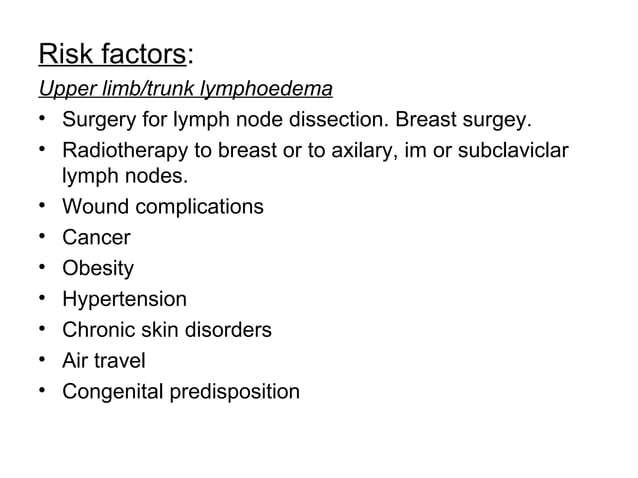 Risk factors:
Upper limb/trunk lymphoedema
• Surgery for lymph node dissection. Breast surgey.
• Radiotherapy to breast or to axilary, im or subclaviclar
lymph nodes.
• Wound complications
• Cancer
• Obesity
• Hypertension
• Chronic skin disorders
• Air travel
• Congenital predisposition